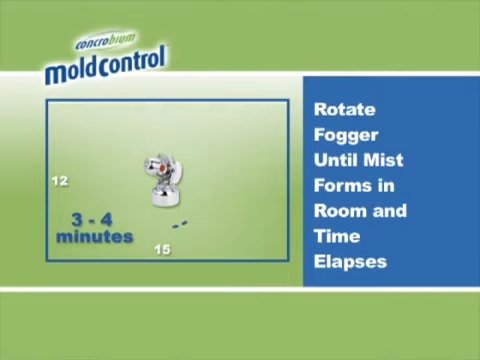 concrobium
moldcontrol
Rotate
Fogger
Until Mist
Forms in
Room and
Time
Elapses
12
3 - 4
minutes
15